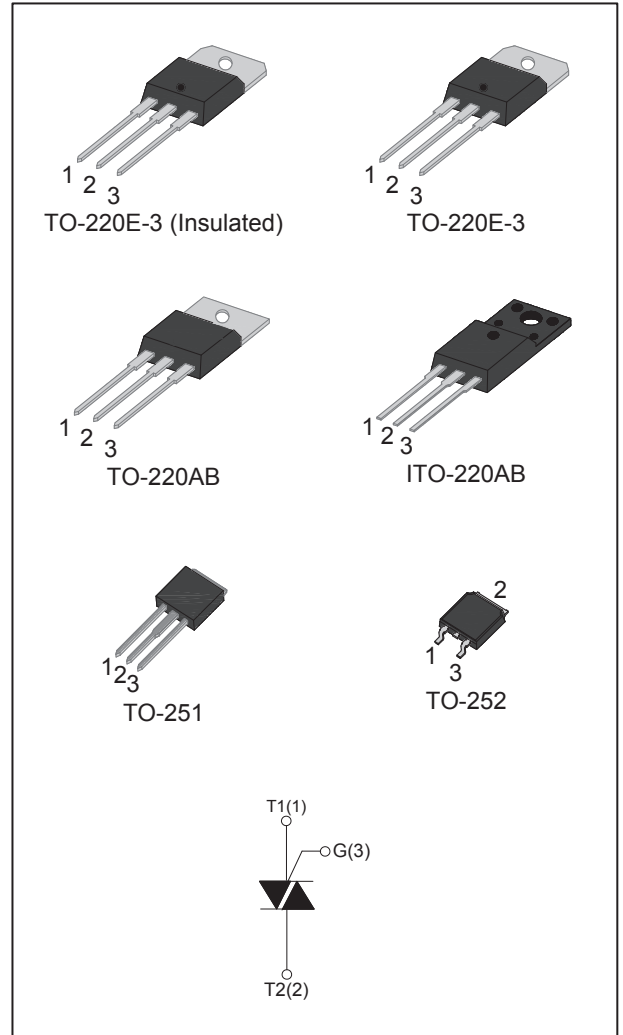 1 2 3
TO-220E-3 (Insulated)
1 2 3
TO-220E-3
1 2 3
TO-220AB
1 2 3
ITO-220AB
1 2 3
TO-251
2
1 3
TO-252
T1(1)
G(3)
T2(2)